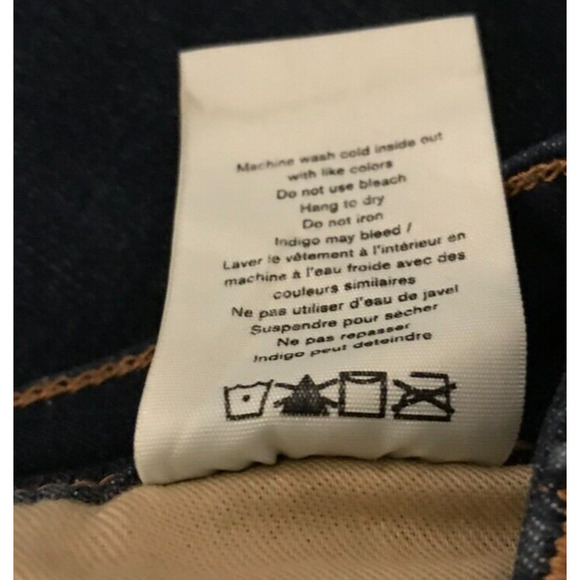 Machine wash cold inside out
with like colors
Do not use bleach
Hang to dry
Do not iron
Indigo may bleed /
Laver le vêtement à l'intérieur en
machine à l'eau froide avec des
couleurs similaires
Ne pas utiliser d'eau de javel
Suspendre pour sècher
Ne pas repasser
Indigo peut deteindre